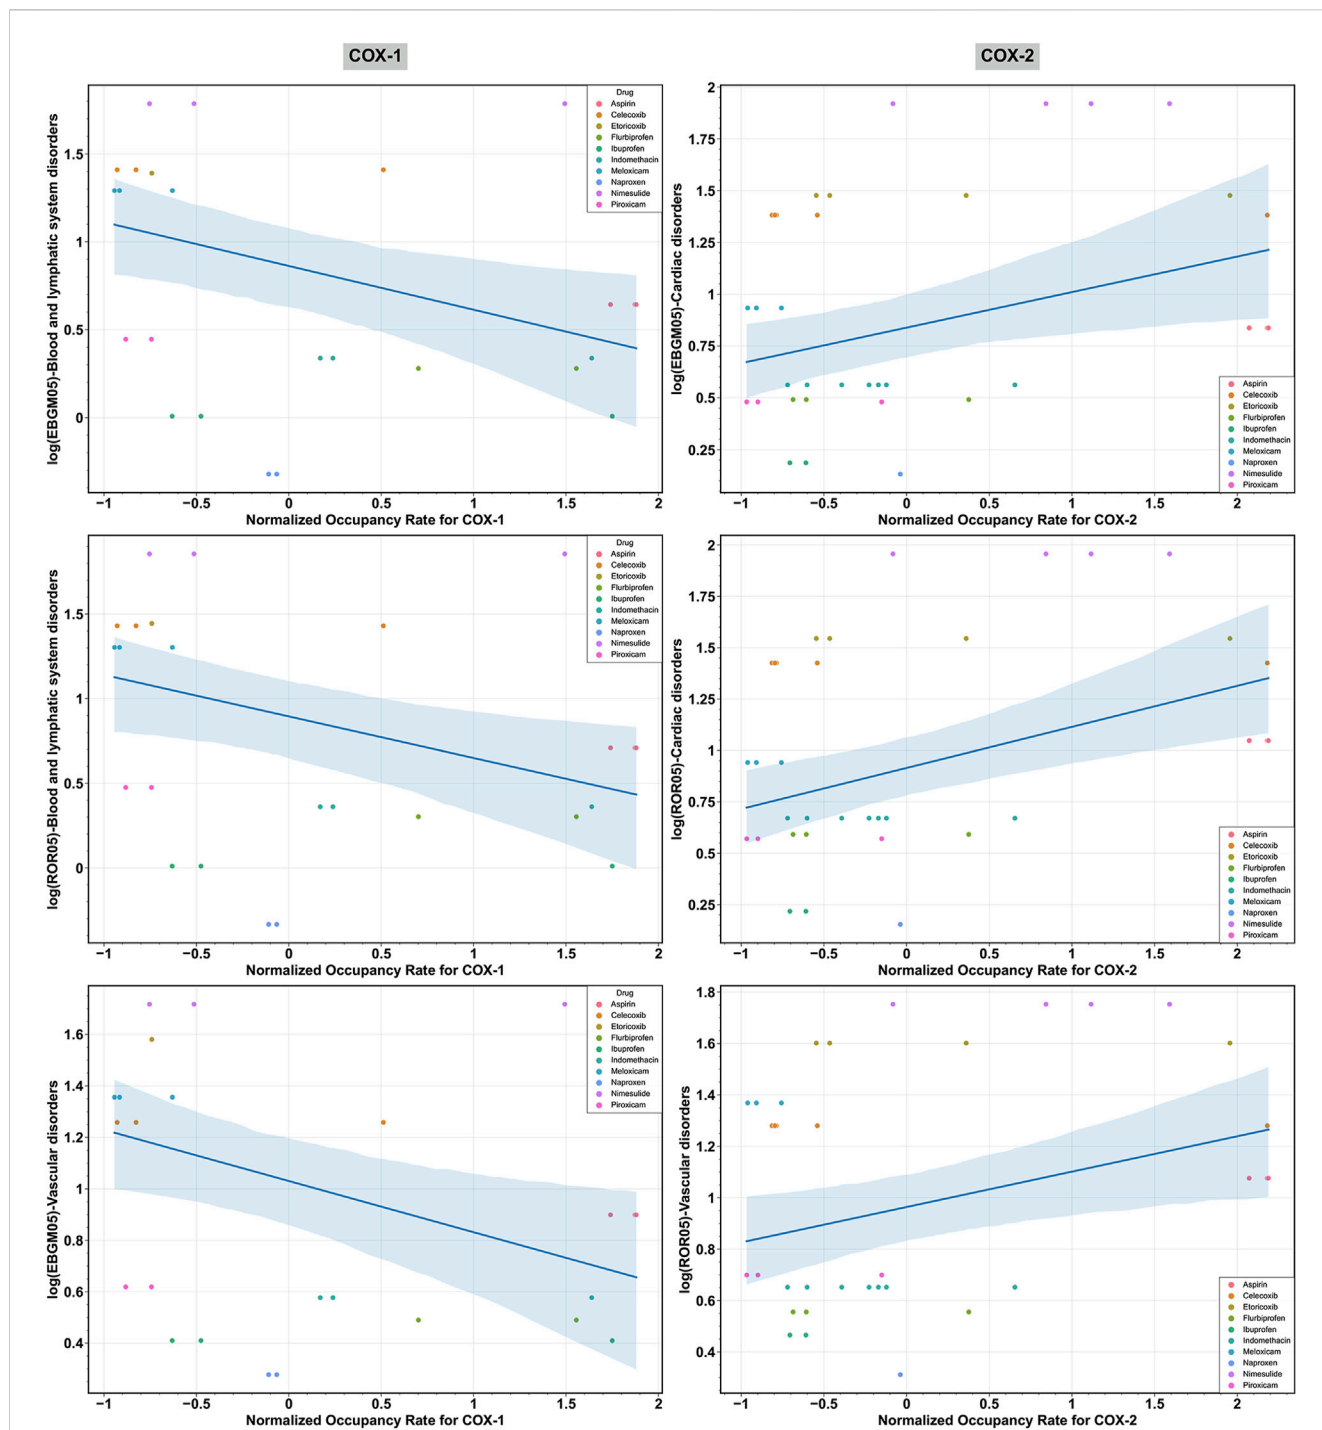 COX-1
COX-2
log(EBGM05)-Blood and lymphatic system disorders
1.5
1
0.5
0
Drug
Aspirin
Celecoxib
Etoricoxib
Flurbiprofen
Ibuprofen
Indomethacin
Meloxicam
Naproxen
Nimesulide
Piroxicam
−1
−0.5
0
0.5
1
1.5
2
Normalized Occupancy Rate for COX-1
log(EBGM05)-Cardiac disorders
2
1.75
1.5
1.25
1
0.75
0.5
0.25
Aspirin
Celecoxib
Etoricoxib
Flurbiprofen
Ibuprofen
Indomethacin
Meloxicam
Naproxen
Nimesulide
Piroxicam
−1
−0.5
0
0.5
1
1.5
2
Normalized Occupancy Rate for COX-2
log(ROR05)-Blood and lymphatic system disorders
1.5
1
0.5
0
Drug
Aspirin
Celecoxib
Etoricoxib
Flurbiprofen
Ibuprofen
Indomethacin
Meloxicam
Naproxen
Nimesulide
Piroxicam
−1
−0.5
0
0.5
1
1.5
2
Normalized Occupancy Rate for COX-1
log(ROR05)-Cardiac disorders
2
1.75
1.5
1.25
1
0.75
0.5
0.25
Aspirin
Celecoxib
Etoricoxib
Flurbiprofen
Ibuprofen
Indomethacin
Meloxicam
Naproxen
Nimesulide
Piroxicam
−1
−0.5
0
0.5
1
1.5
2
Normalized Occupancy Rate for COX-2
log(EBGM05)-Vascular disorders
1.6
1.4
1.2
1
0.8
0.6
0.4
Drug
Aspirin
Celecoxib
Etoricoxib
Flurbiprofen
Ibuprofen
Indomethacin
Meloxicam
Naproxen
Nimesulide
Piroxicam
−1
−0.5
0
0.5
1
1.5
2
Normalized Occupancy Rate for COX-1
log(ROR05)-Vascular disorders
1.8
1.6
1.4
1.2
1
0.8
0.6
0.4
Aspirin
Celecoxib
Etoricoxib
Flurbiprofen
Ibuprofen
Indomethacin
Meloxicam
Naproxen
Nimesulide
Piroxicam
−1
−0.5
0
0.5
1
1.5
2
Normalized Occupancy Rate for COX-2